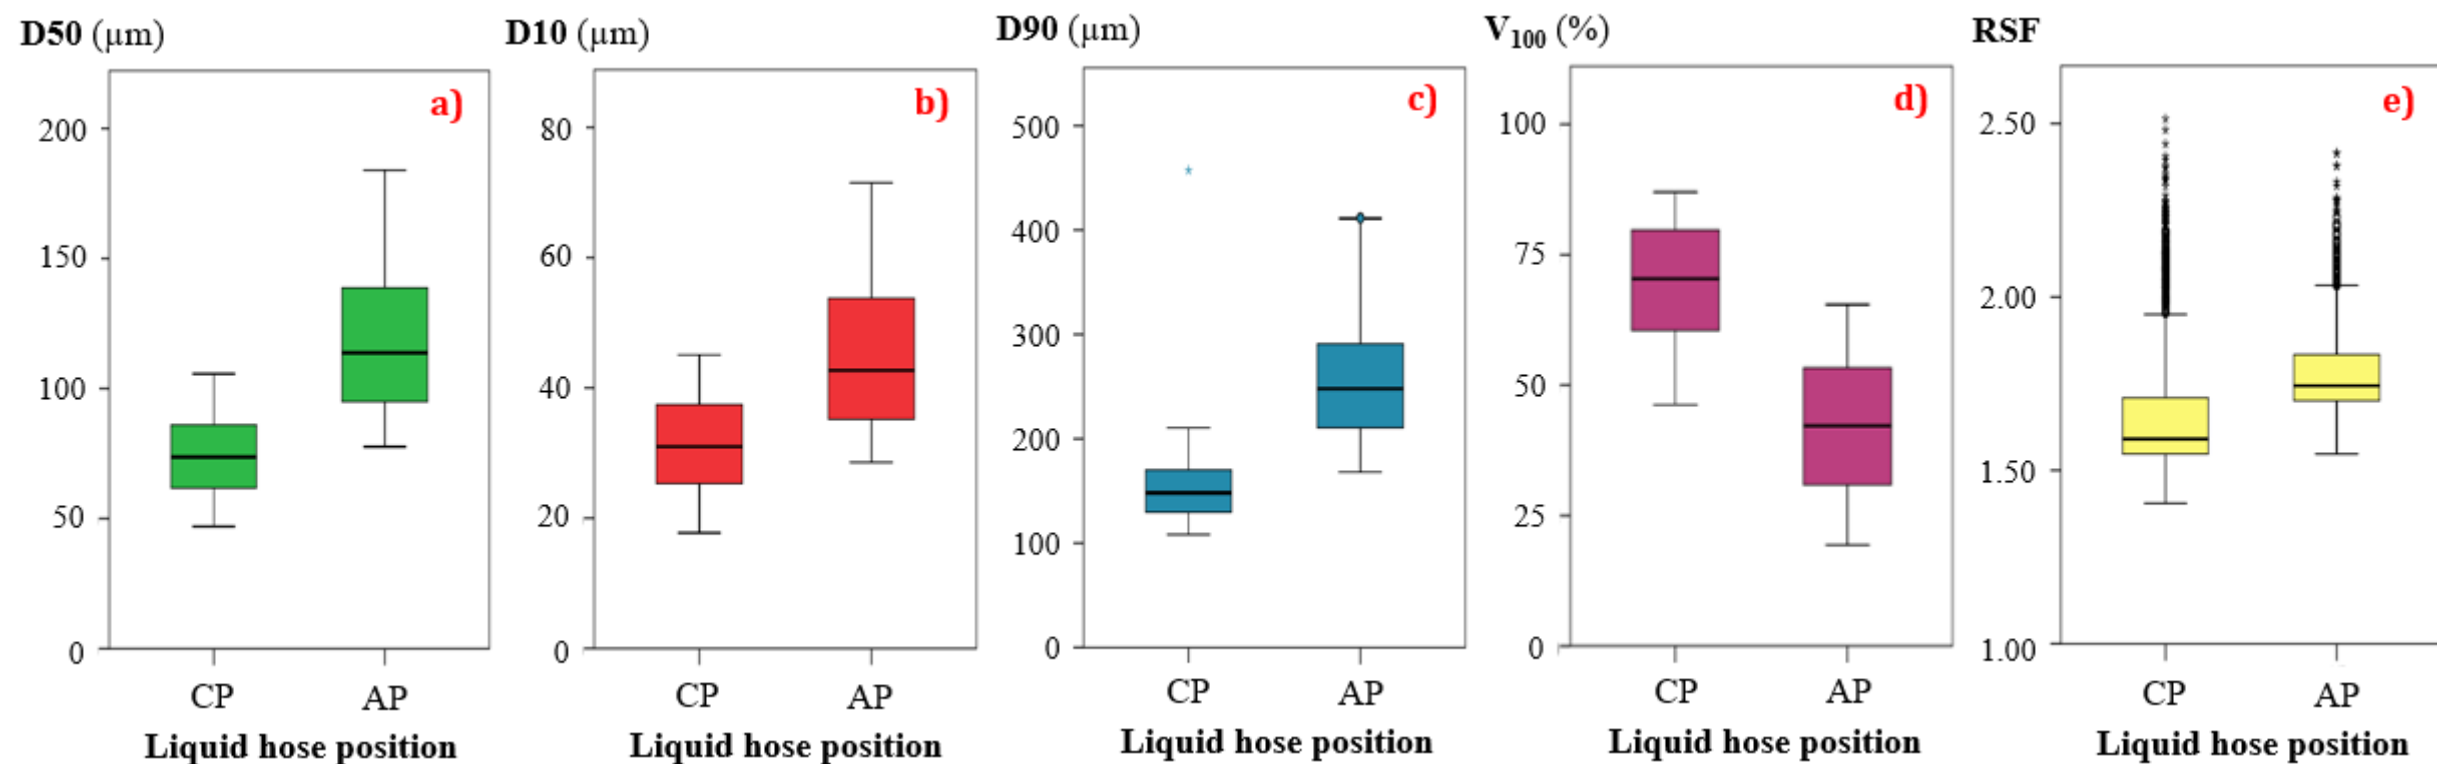 D50 (µm)
a)
200
150
100
50
0
CP AP
Liquid hose position
D10 (µm)
b)
80
60
40
20
0
CP AP
Liquid hose position
D90 (µm)
c)
500
400
300
200
100
0
CP AP
Liquid hose position
V100 (%)
d)
100
75
50
25
0
CP AP
Liquid hose position
RSF
e)
2.50
2.00
1.50
1.00
CP AP
Liquid hose position